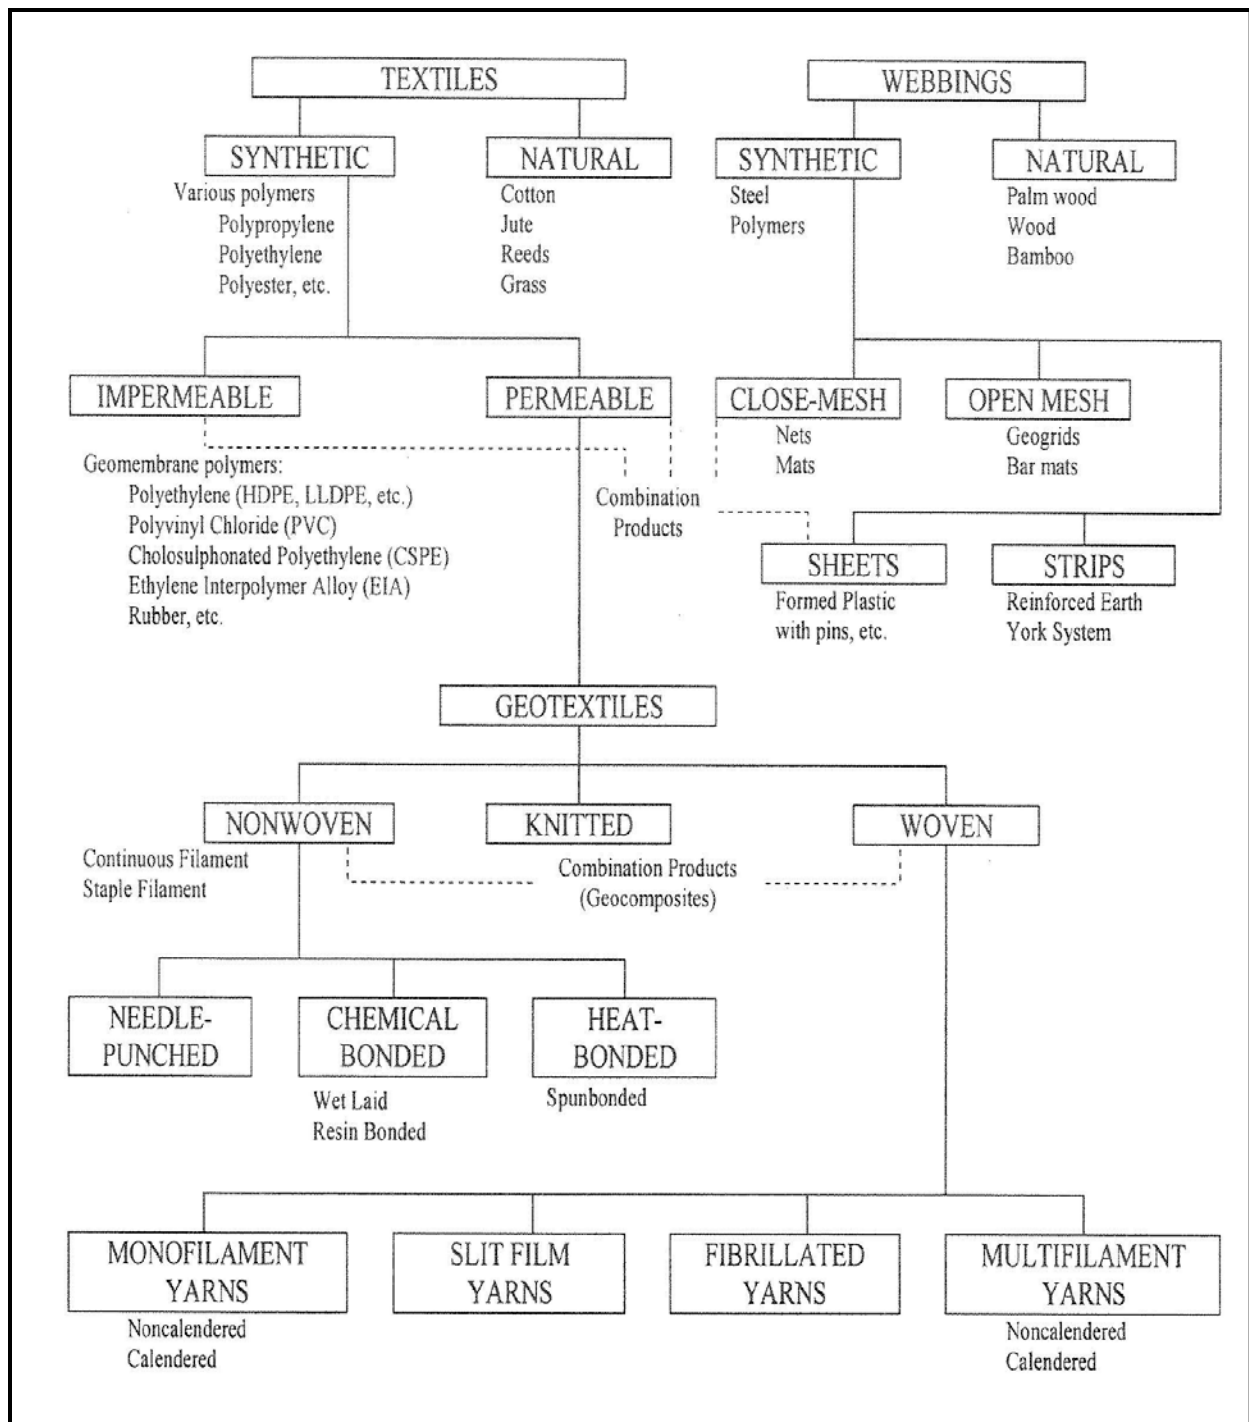 TEXTILES
WEBBINGS
SYNTHETIC
NATURAL
SYNTHETIC
NATURAL
Various polymers
Polypropylene
Polyethylene
Polyester, etc.
Cotton
Jute
Reeds
Grass
Steel
Polymers
Palm wood
Wood
Bamboo
IMPERMEABLE
PERMEABLE
CLOSE-MESH
OPEN MESH
Nets
Mats
Geogrids
Bar mats
Geomembrane polymers:
Polyethylene (HDPE, LLDPE, etc.)
Polyvinyl Chloride (PVC)
Cholosulphonated Polyethylene (CSPE)
Ethylene Interpolymer Alloy (EIA)
Rubber, etc.
Combination
Products
SHEETS
STRIPS
Formed Plastic
with pins, etc.
Reinforced Earth
York System
GEOTEXTILES
NONWOVEN
KNITTED
WOVEN
Continuous Filament
Staple Filament
Combination Products
(Geocomposites)
NEEDLE-
PUNCHED
CHEMICAL
BONDED
HEAT-
BONDED
Wet Laid
Resin Bonded
Spunbonded
MONOFILAMENT
YARNS
SLIT FILM
YARNS
FIBRILLATED
YARNS
MULTIFILAMENT
YARNS
Noncalendered
Calendered
Noncalendered
Calendered